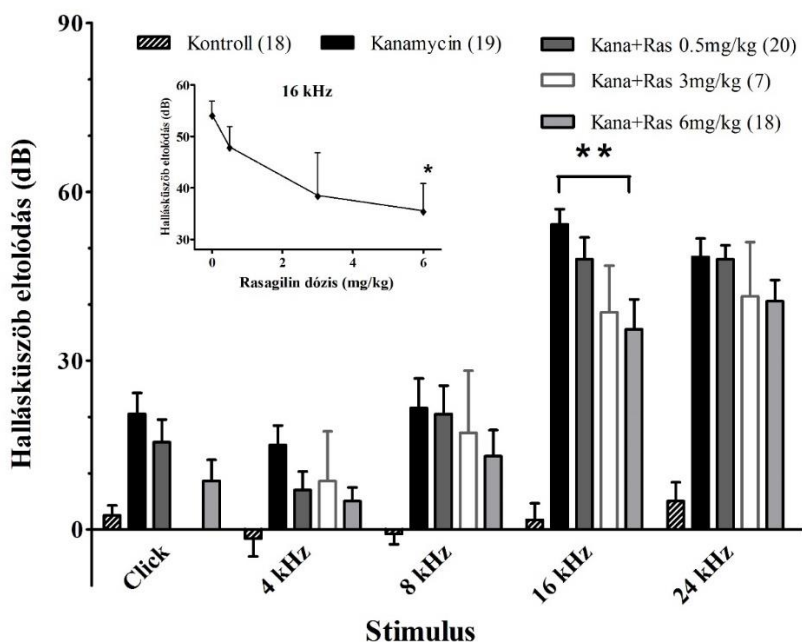 90
60
30
0
Hallásküszöb eltolódás (dB)
Kontroll (18)
Kanamycin (19)
Kana+Ras 0.5mg/kg (20)
Kana+Ras 3mg/kg (7)
Kana+Ras 6mg/kg (18)
16 kHz
60
50
40
30
Hallásküszöb eltolódás (dB)
*
0 2 4 6
Rasagilin dózis (mg/kg)
**
Click
4 kHz
8 kHz
16 kHz
24 kHz
Stimulus